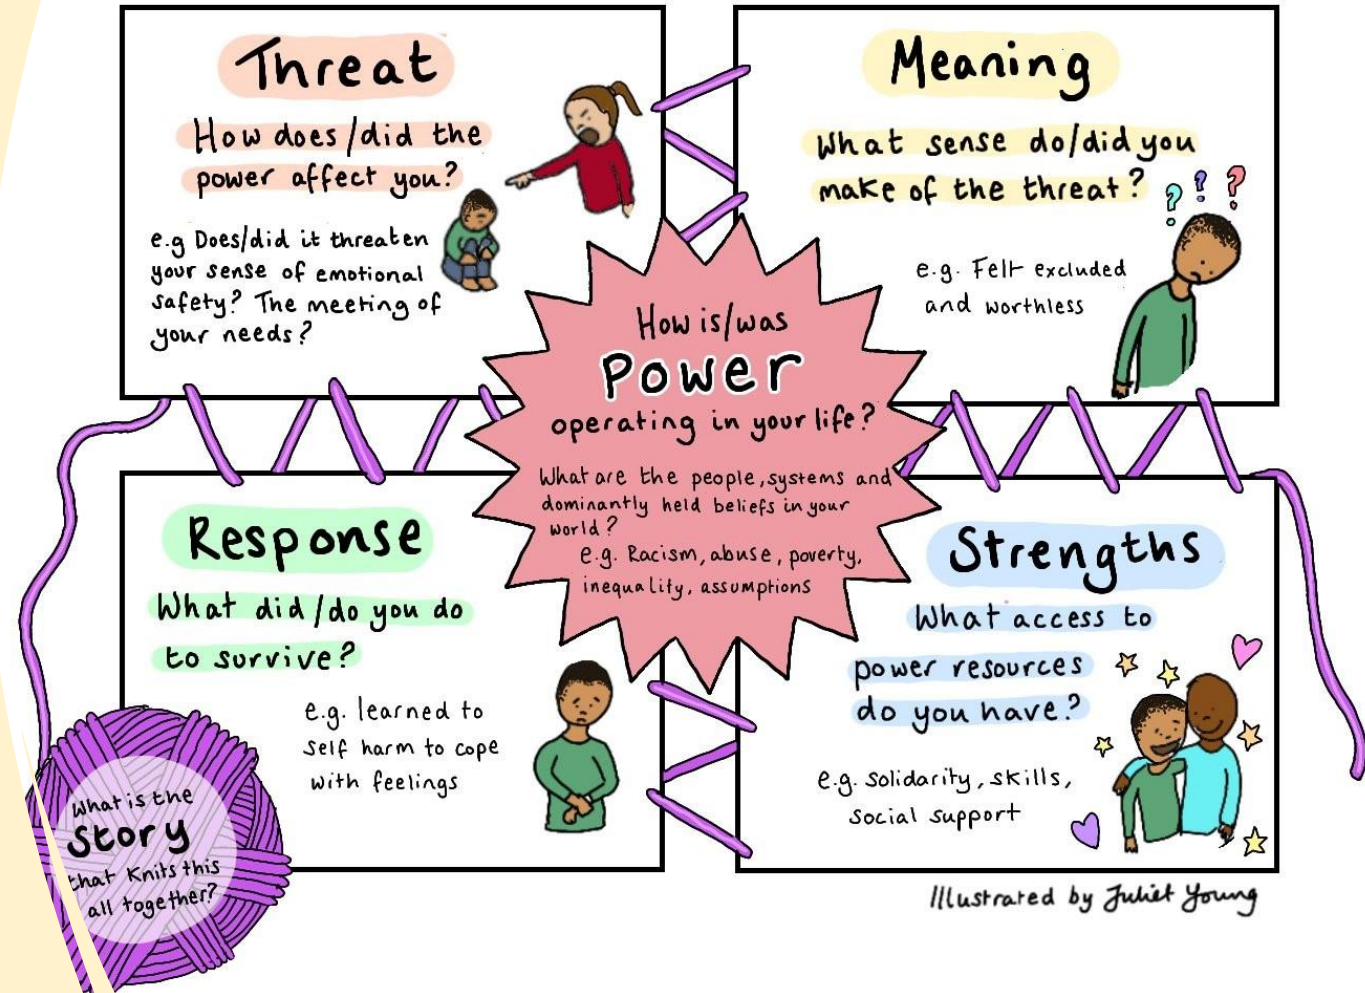 Threat
How does/did the
power affect you?
e.g Does/did it threaten
your sense of emotional
safety? The meeting of
your needs?
Meaning
What sense do/did you
make of the threat?
? ? ?
e.g. Felt excluded
and worthless
How is/was
Power
operating in your life?
What are the people, systems and
dominantly held beliefs in your
world?
e.g. Racism, abuse, poverty,
inequality, assumptions
Response
What did/do you do
to survive?
e.g. learned to
self harm to cope
with feelings
Strengths
What access to
power resources
do you have?
e.g. solidarity, skills,
social support
What is the
Story
that Knits this
all together?
Illustrated by Juliet Young